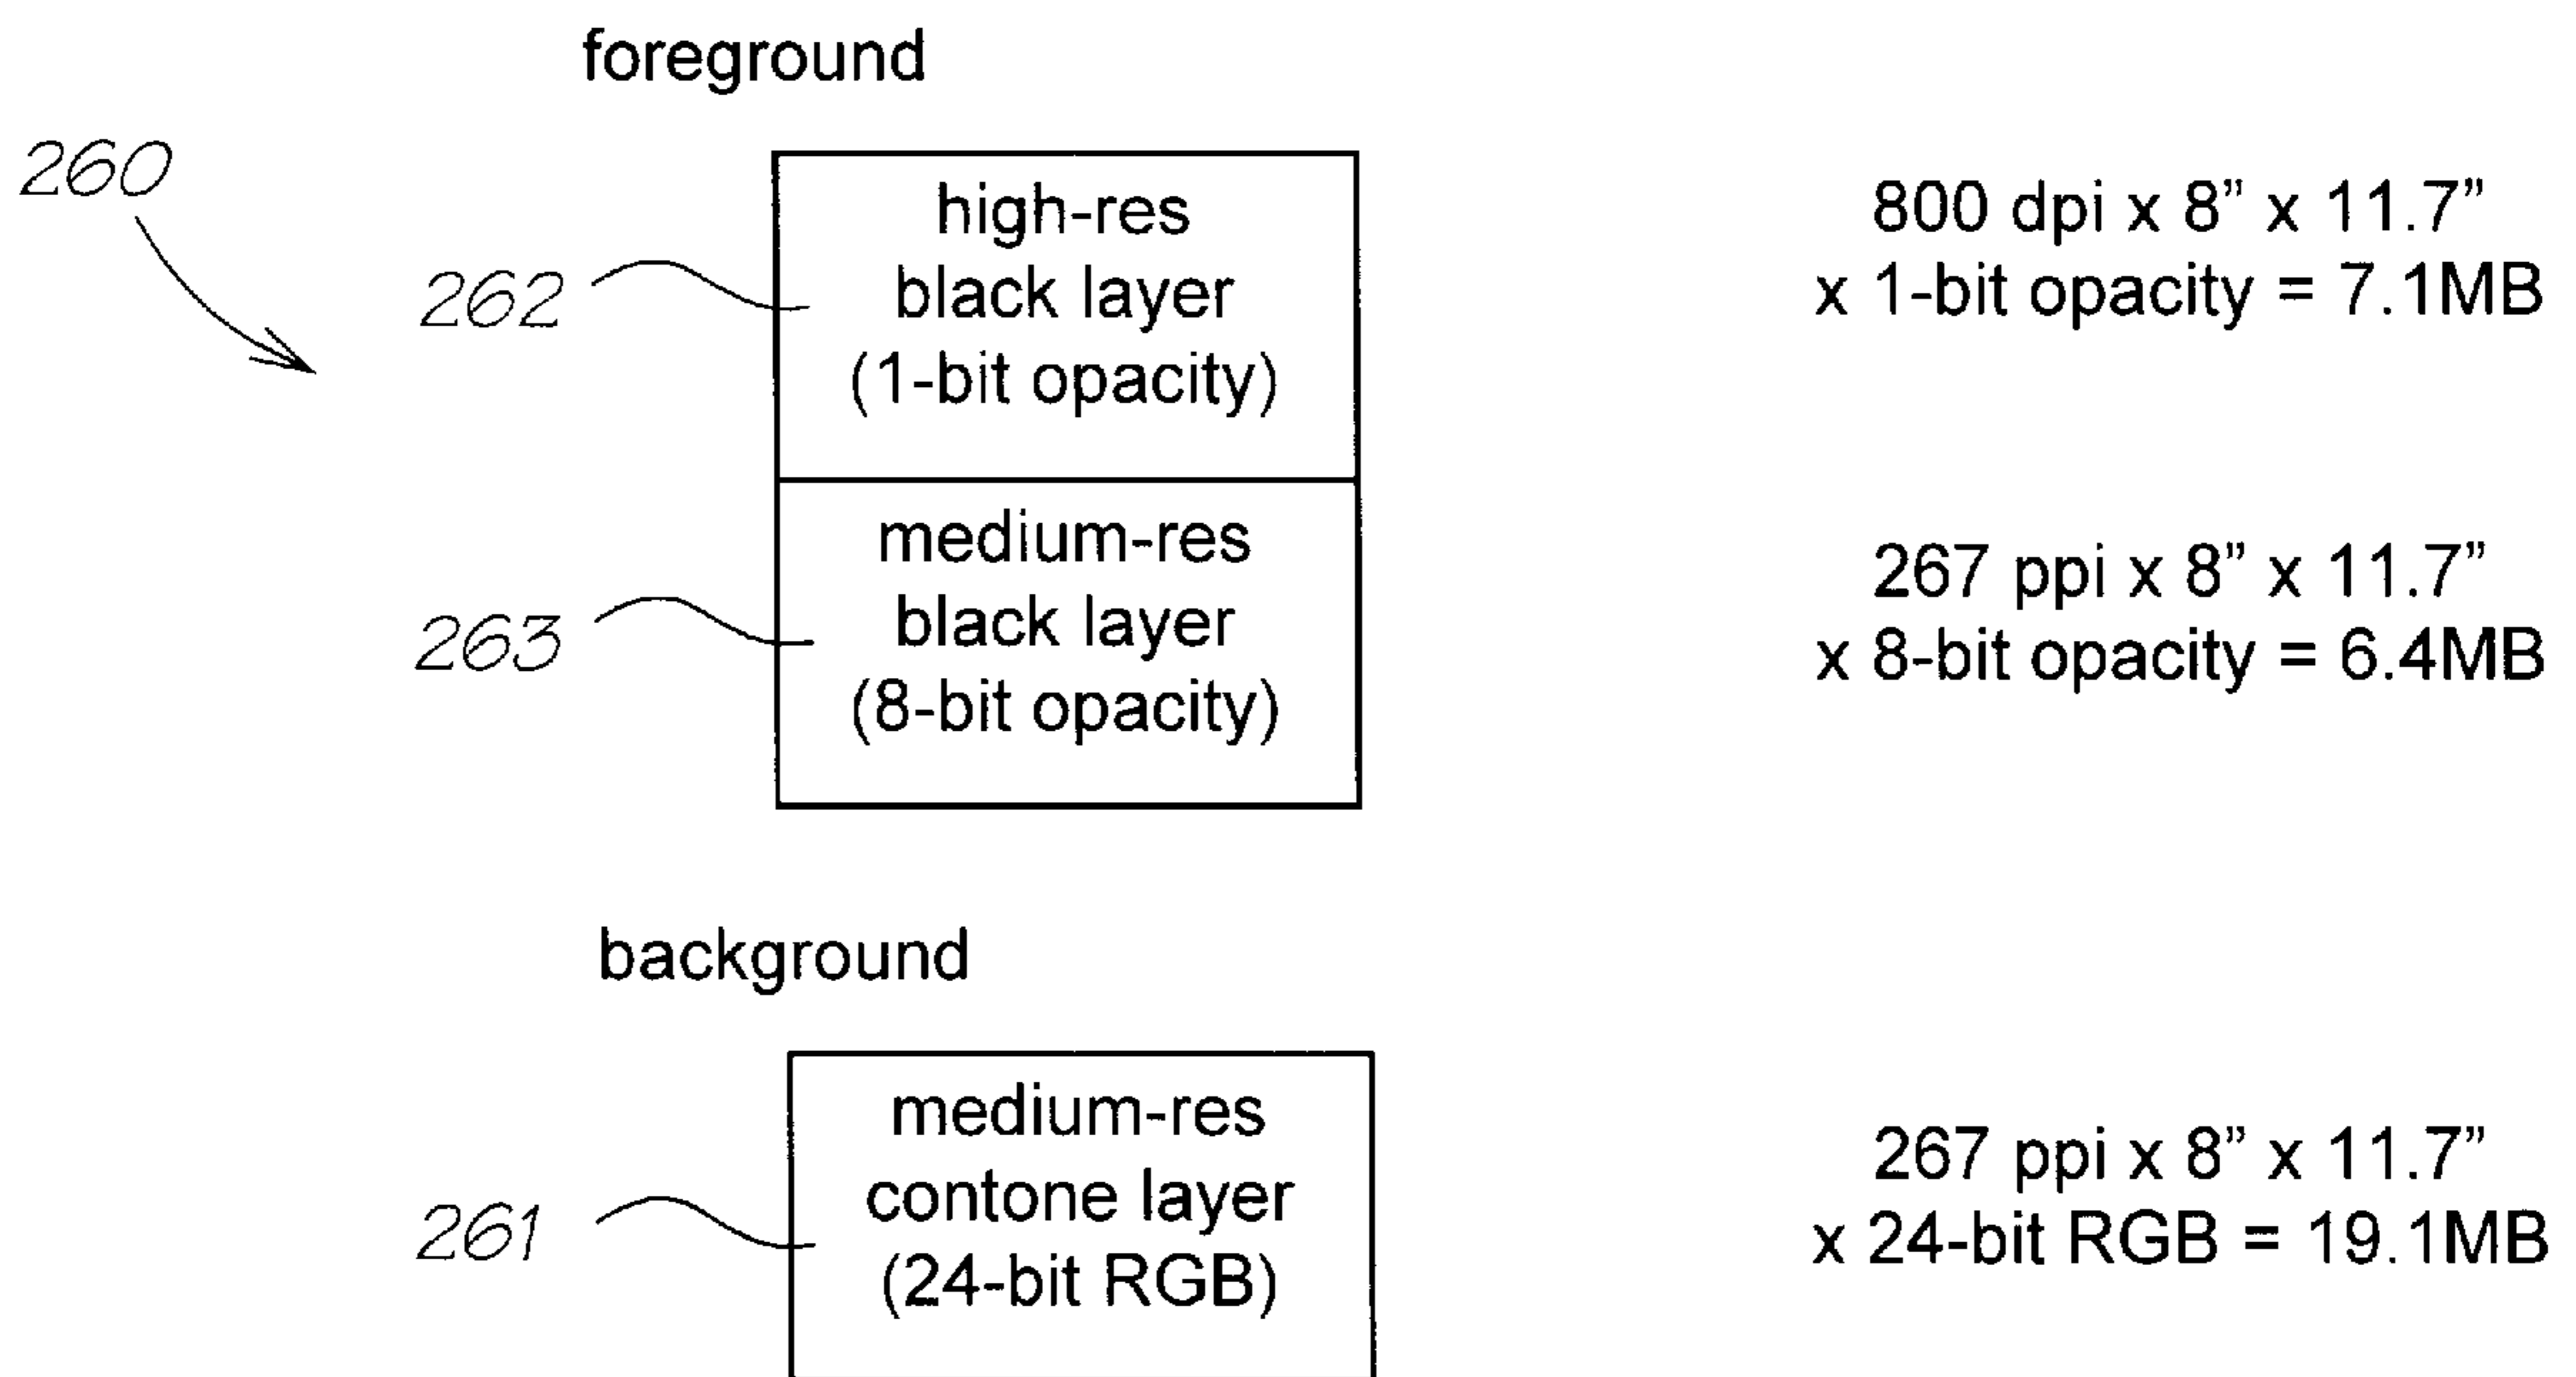 foreground
260
high-res
black layer
(1-bit opacity)
262
800 dpi x 8” x 11.7”
x 1-bit opacity = 7.1MB
medium-res
black layer
(8-bit opacity)
263
267 ppi x 8” x 11.7”
x 8-bit opacity = 6.4MB
background
medium-res
contone layer
(24-bit RGB)
261
267 ppi x 8” x 11.7”
x 24-bit RGB = 19.1MB